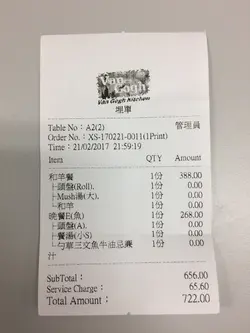 Van Gogh
Van Gogh Kitchen
埋單
Table No：A2(2) 管理員
Order No.：XS-170221-0011(1Print)
Time：21/02/2017 21:59:19
Item QTY Amount
和羊餐 1份 388.00
├頭盤(Roll). 1份 0.00
├Mush湯(大). 1份 0.00
└和羊 1份 0.00
晚餐E(魚) 1份 268.00
├頭盤(A). 1份 0.00
├餐湯(小S) 1份 0.00
└勻單三文魚牛油忌廉 1份 0.00
汁
SubTotal： 656.00
Service Charge： 65.60
Total Amount： 722.00